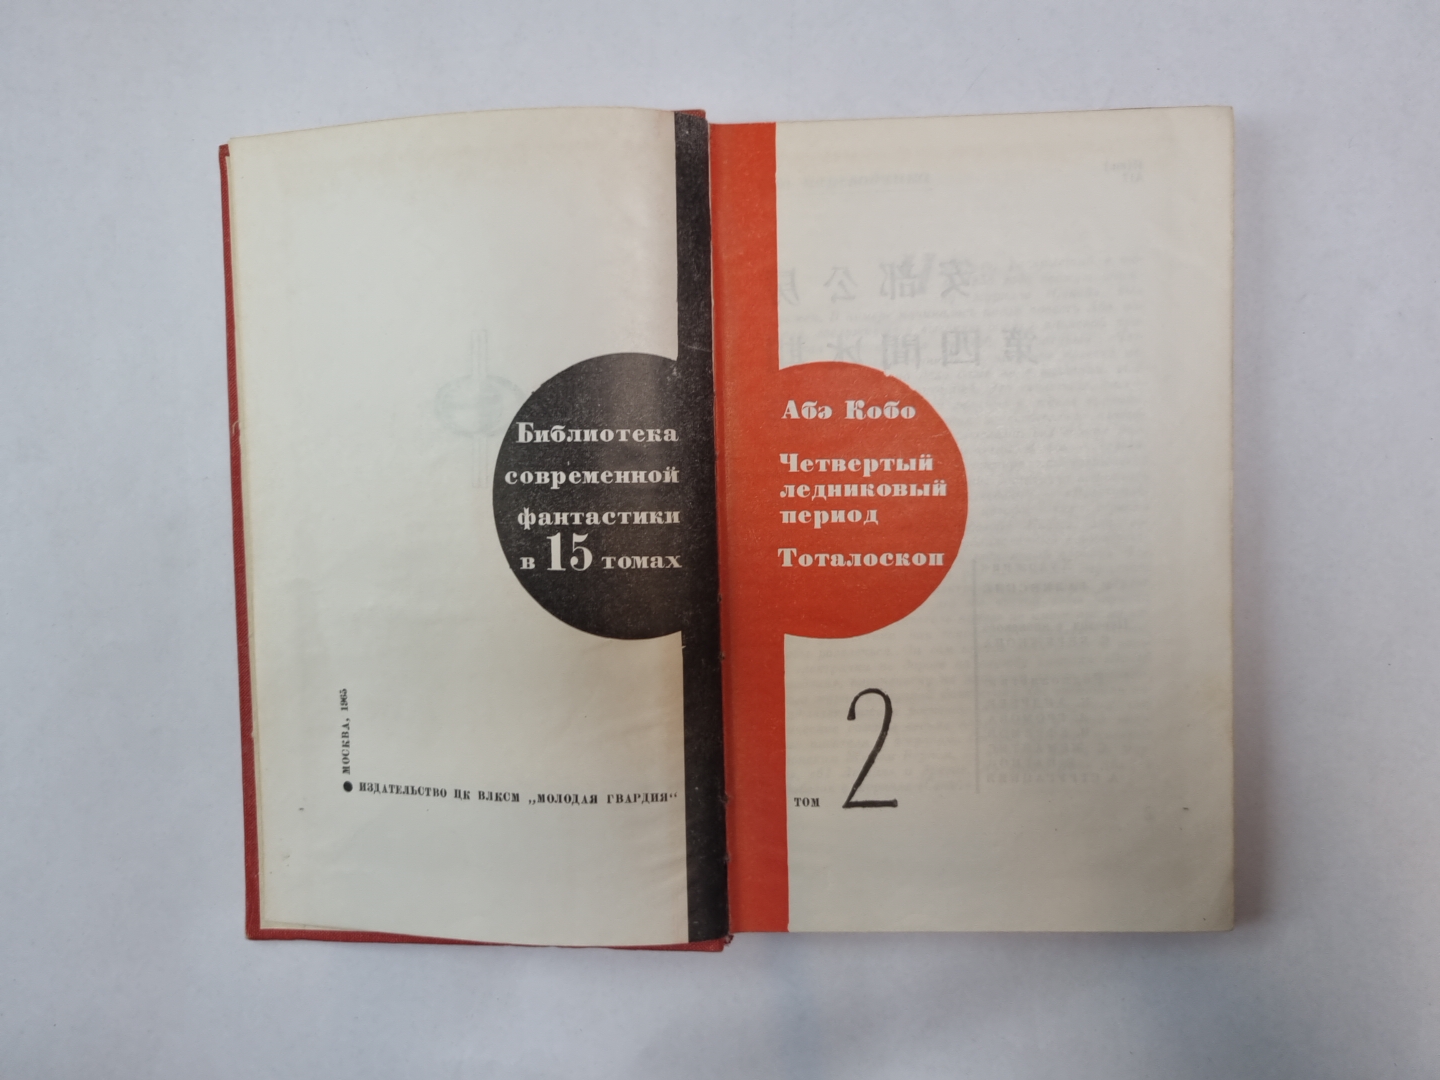 Библиотека
современной
фантастики
в 15 томах
МОСКВА, 1965
ИЗДАТЕЛЬСТВО ЦК ВЛКСМ „МОЛОДАЯ ГВАРДИЯ“
Абэ Кобо
Четвертый
ледниковый
период
Тоталоскоп
ТОМ 2